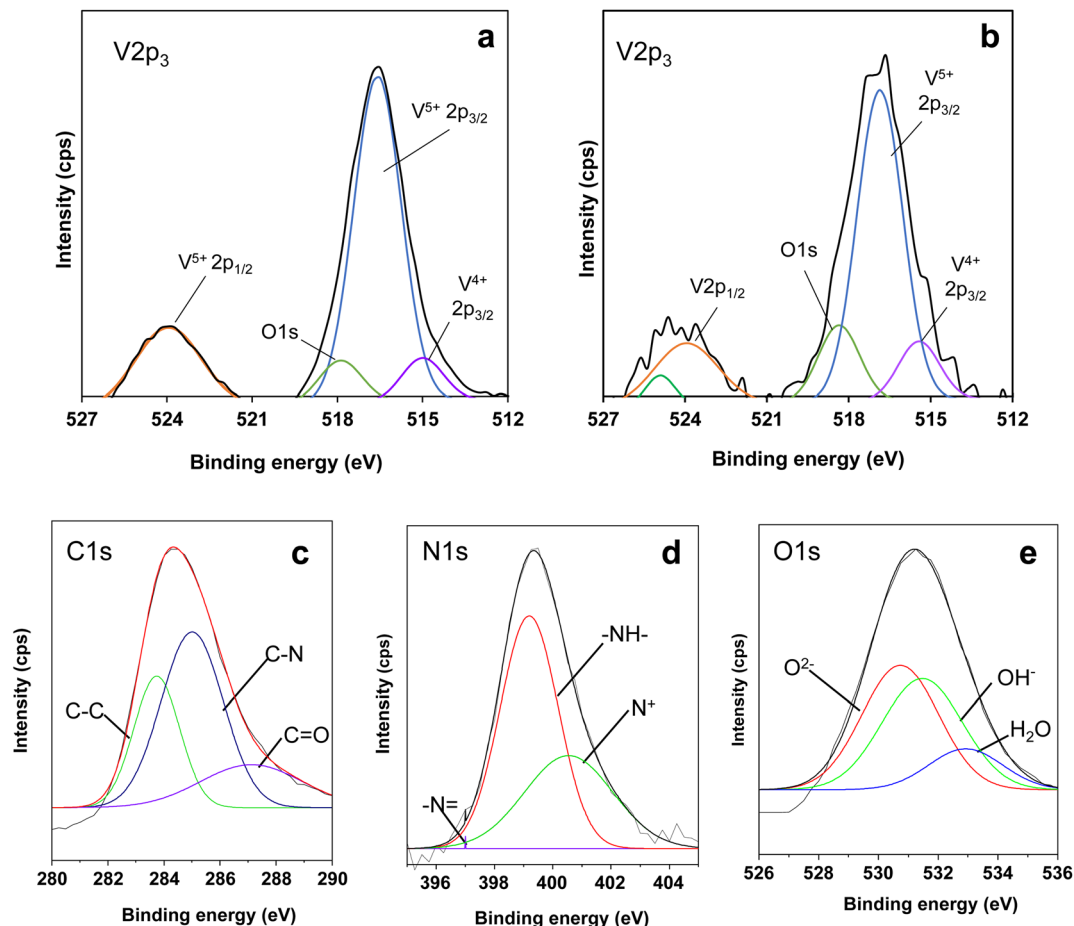 V2p₃
a
V⁵⁺ 2p₃/₂
V⁵⁺ 2p₁/₂
O1s
V⁴⁺
2p₃/₂
Intensity (cps)
527 524 521 518 515 512
Binding energy (eV)
V2p₃
b
V⁵⁺
2p₃/₂
O1s
V⁴⁺
2p₃/₂
V2p₁/₂
Intensity (cps)
527 524 521 518 515 512
Binding energy (eV)
C1s
c
C-N
C-C
C=O
Intensity (cps)
280 282 284 286 288 290
Binding energy (eV)
N1s
d
-NH-
N⁺
-N=
Intensity (cps)
396 398 400 402 404
Binding energy (eV)
O1s
e
O²⁻
OH⁻
H₂O
Intensity (cps)
526 528 530 532 534 536
Binding energy (eV)